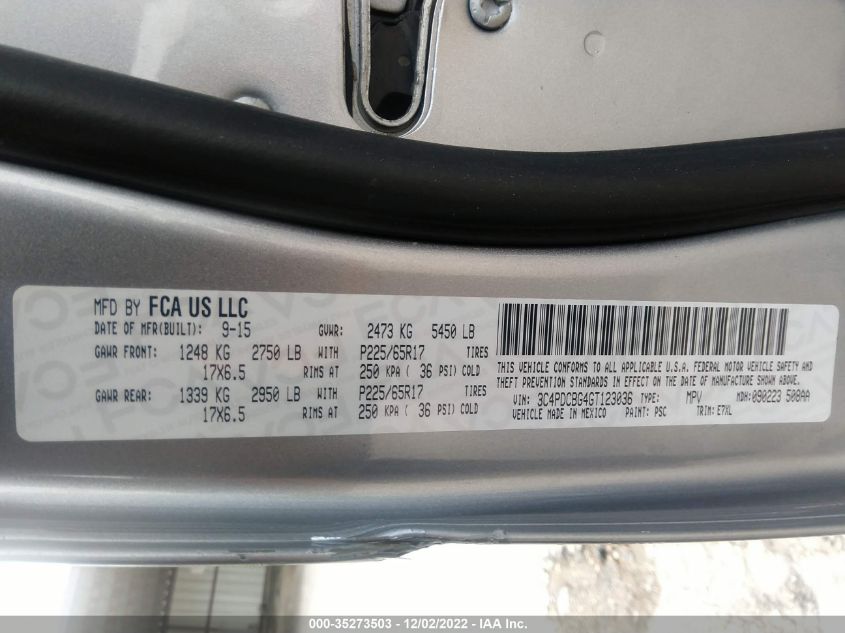 MFD BY FCA US LLC
DATE OF MFR(BUILT): 9-15 GVWR: 2473 KG 5450 LB
GAWR FRONT: 1248 KG 2750 LB WITH P225/65R17 TIRES
17X6.5 RIMS AT 250 KPA ( 36 PSI) COLD
GAWR REAR: 1339 KG 2950 LB WITH P225/65R17 TIRES
17X6.5 RIMS AT 250 KPA ( 36 PSI) COLD
THIS VEHICLE CONFORMS TO ALL APPLICABLE U.S.A. FEDERAL MOTOR VEHICLE SAFETY AND
THEFT PREVENTION STANDARDS IN EFFECT ON THE DATE OF MANUFACTURE SHOWN ABOVE.
VIN: 3C4PDCBG4GT123036 TYPE: MPV MDH: 090223 508AA
VEHICLE MADE IN MEXICO PAINT: PSC TRIM: E7XL
000-35273503 - 12/02/2022 - IAA Inc.